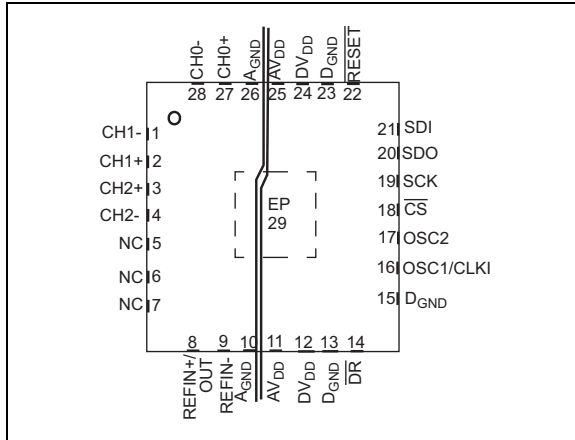 CH0-
CH0+
AGND
AVDD
DVDD
DGND
RESET
28 27 26 25 24 23 22
CH1- 1
CH1+ 2
CH2+ 3
CH2- 4
NC 5
NC 6
NC 7
EP
29
21 SDI
20 SDO
19 SCK
18 CS
17 OSC2
16 OSC1/CLKI
15 DGND
8 9 10 11 12 13 14
REFIN+/
OUT
REFIN-
AGND
AVDD
DVDD
DGND
DR